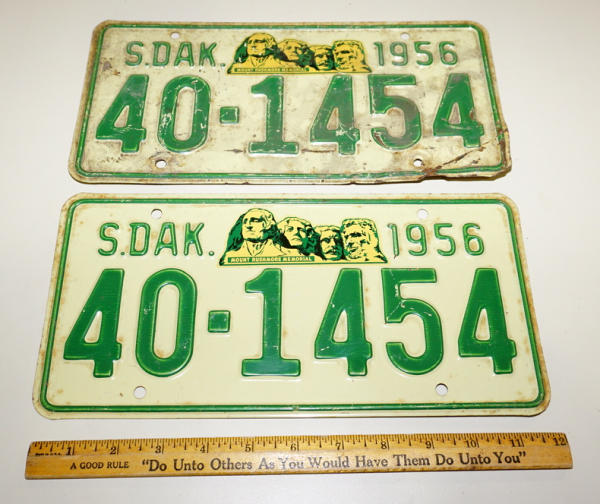 S.DAK. 1956
MOUNT RUSHMORE MEMORIAL
40-1454
S.DAK. 1956
MOUNT RUSHMORE MEMORIAL
40-1454
1 2 3 4 5 6 7 8 9 10 11 12
A GOOD RULE "Do Unto Others As You Would Have Them Do Unto You"